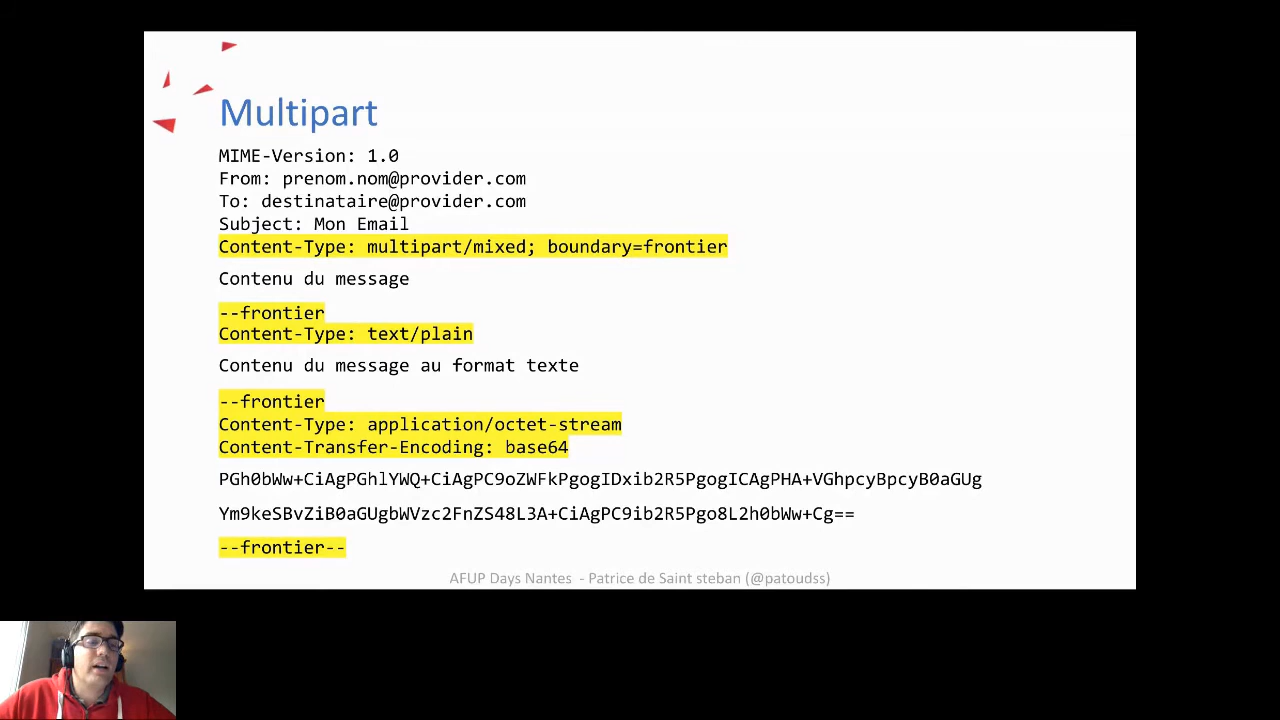 Multipart
MIME-Version: 1.0
From: prenom.nom@provider.com
To: destinataire@provider.com
Subject: Mon Email
Content-Type: multipart/mixed; boundary=frontier
Contenu du message
--frontier
Content-Type: text/plain
Contenu du message au format texte
--frontier
Content-Type: application/octet-stream
Content-Transfer-Encoding: base64
PGh0bWw+CiAgPGhlYWQ+CiAgPC9oZWFkPgogIDxib2R5PgogICAgPHA+VGhpcyBpcyB0aGUg
Ym9keSBvZiB0aGUgbWVzc2FnZS48L3A+CiAgPC9ib2R5Pgo8L2h0bWw+Cg==
--frontier--
AFUP Days Nantes - Patrice de Saint steban (@patoudss)